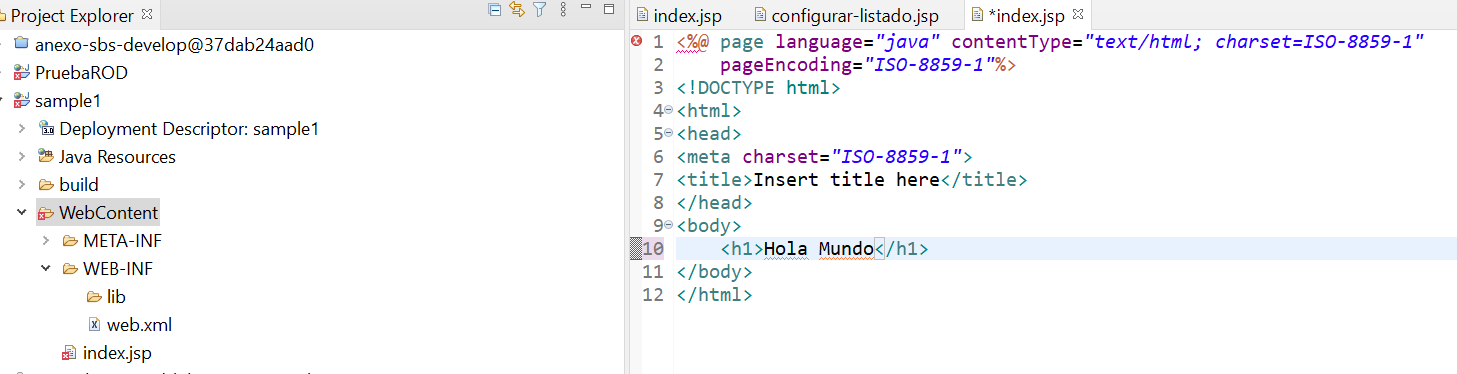 Project Explorer
anexo-sbs-develop@37dab24aad0
PruebaROD
sample1
Deployment Descriptor: sample1
Java Resources
build
WebContent
META-INF
WEB-INF
lib
web.xml
index.jsp
index.jsp configurar-listado.jsp *index.jsp
1 <%@ page language="java" contentType="text/html; charset=ISO-8859-1"
2 pageEncoding="ISO-8859-1"%>
3 <!DOCTYPE html>
4 <html>
5 <head>
6 <meta charset="ISO-8859-1">
7 <title>Insert title here</title>
8 </head>
9 <body>
10 <h1>Hola Mundo</h1>
11 </body>
12 </html>